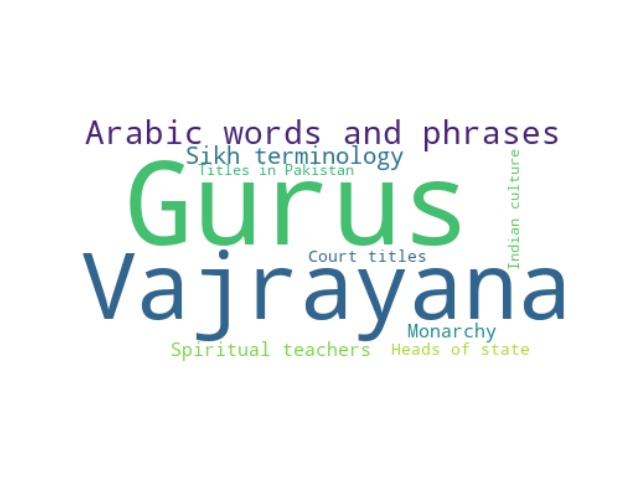 Arabic words and phrases
Sikh terminology
Titles in Pakistan
Indian culture
Gurus
Court titles
Vajrayana
Monarchy
Spiritual teachers
Heads of state